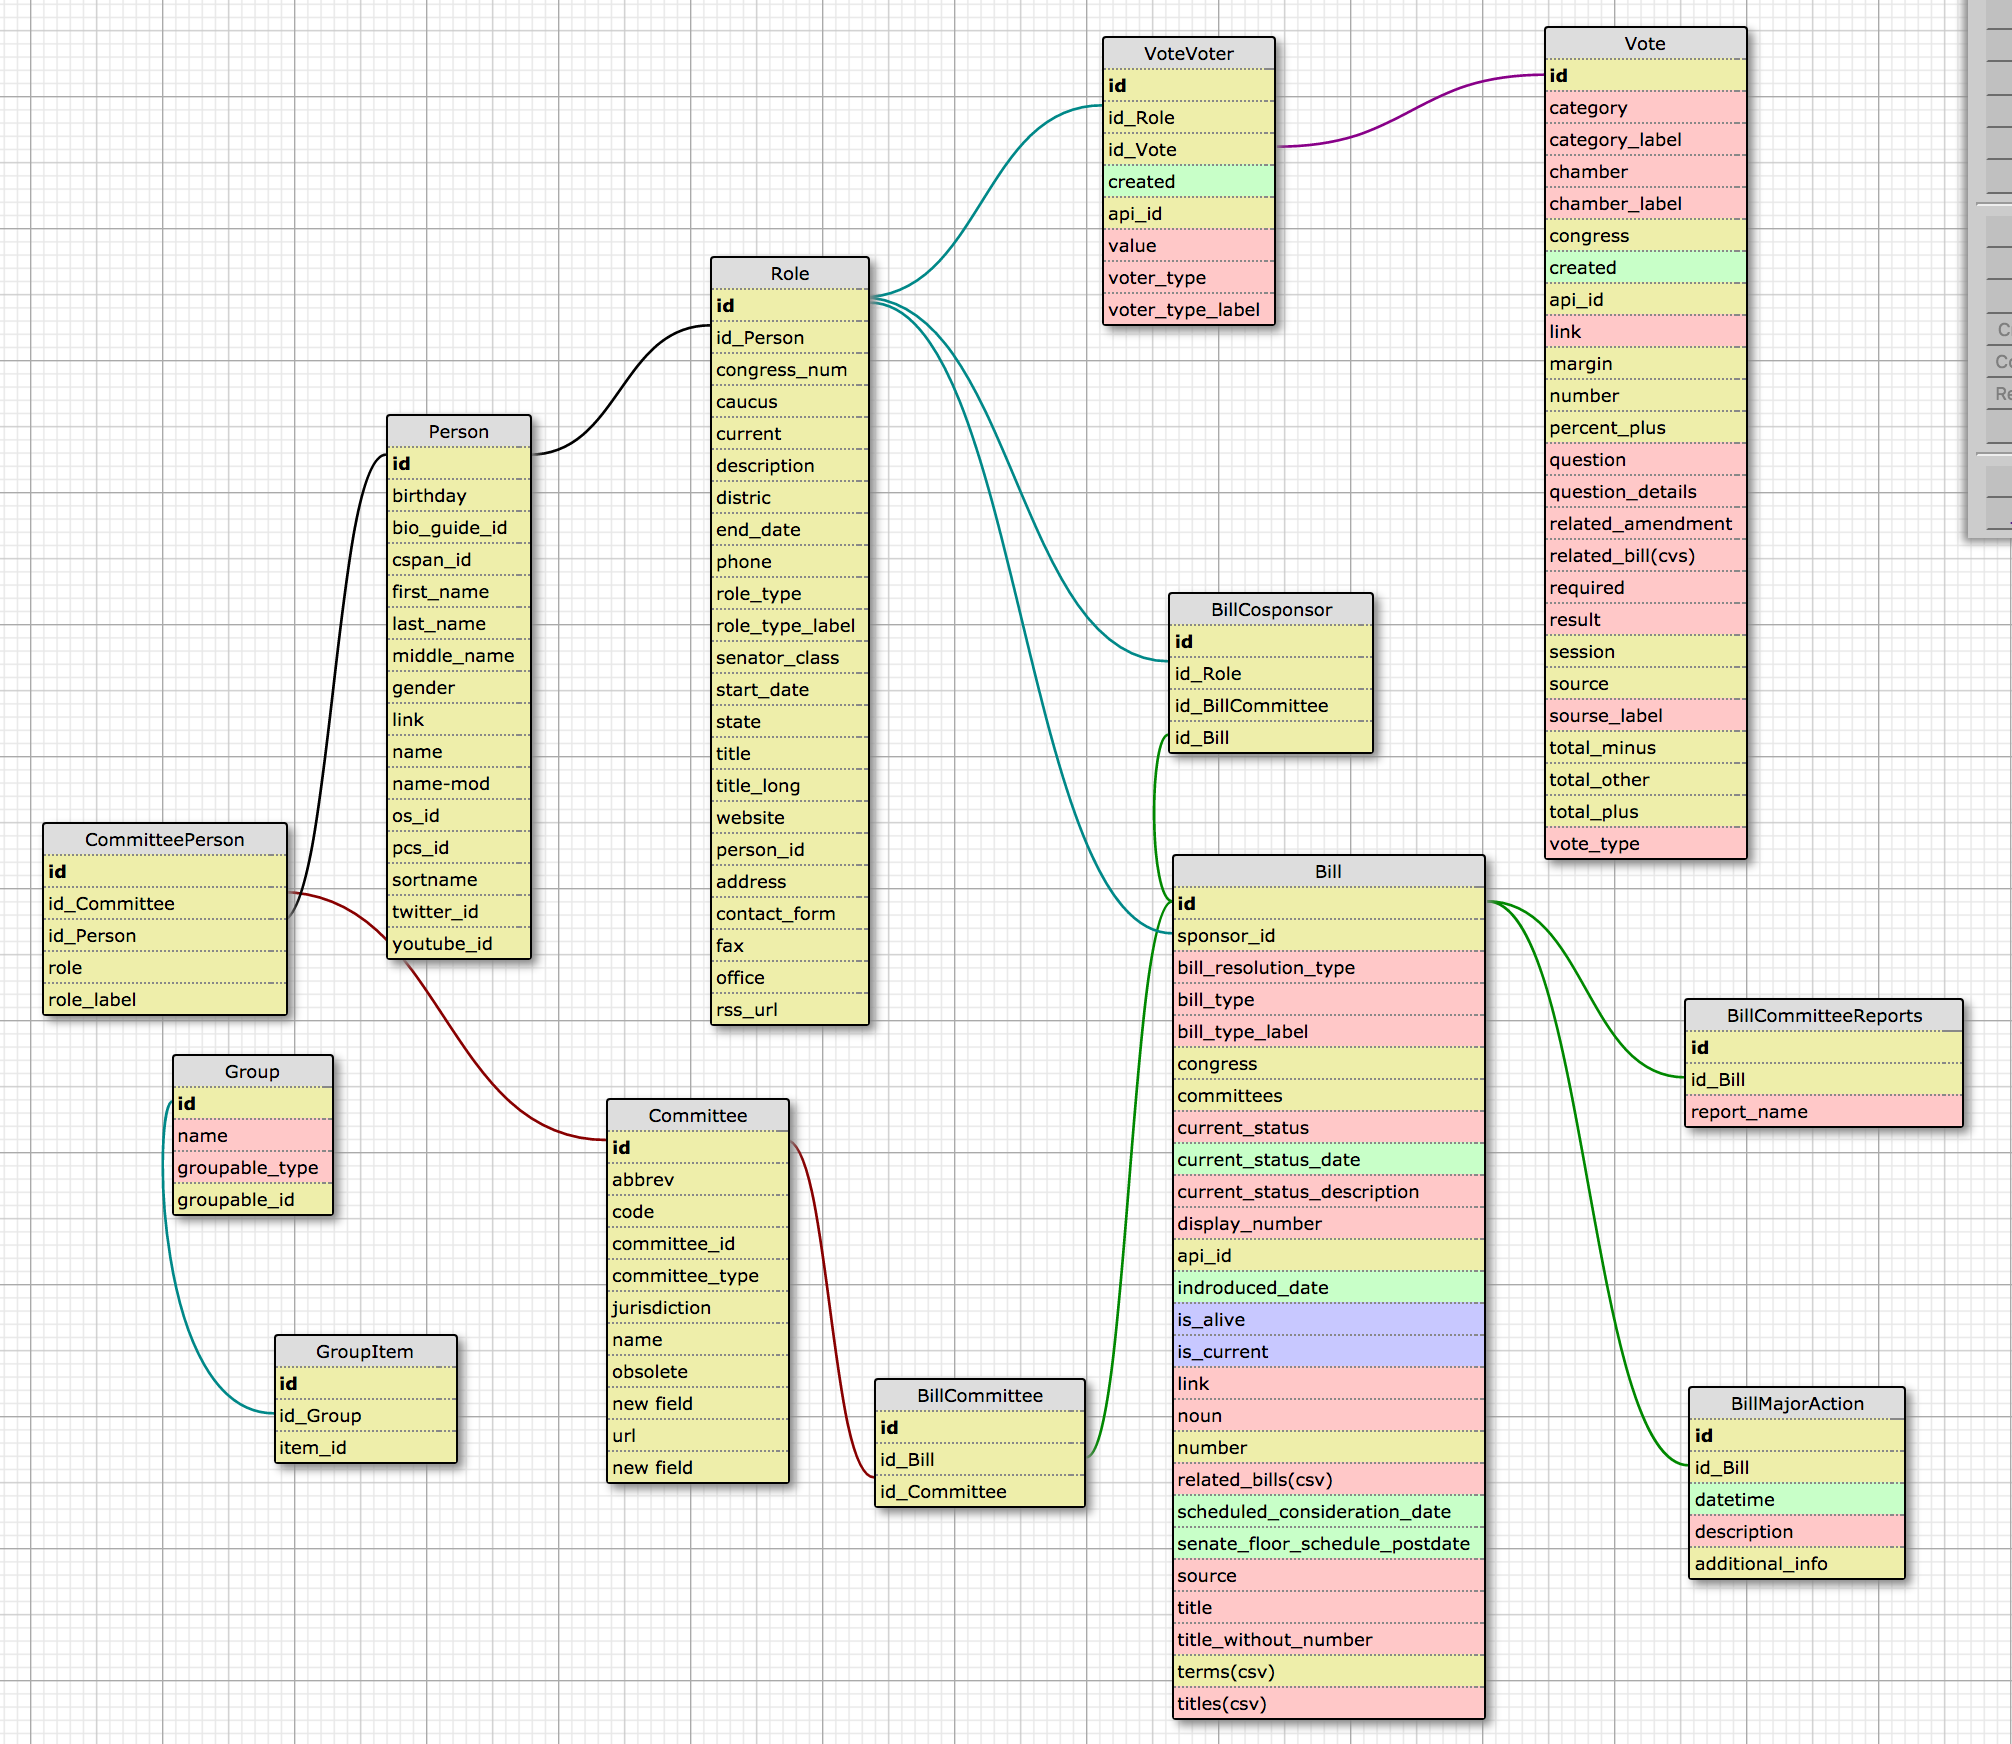 VoteVoter
id
id_Role
id_Vote
created
api_id
value
voter_type
voter_type_label
Vote
id
category
category_label
chamber
chamber_label
congress
created
api_id
link
margin
number
percent_plus
question
question_details
related_amendment
related_bill(cvs)
required
result
session
source
sourse_label
total_minus
total_other
total_plus
vote_type
Role
id
id_Person
congress_num
caucus
current
description
distric
end_date
phone
role_type
role_type_label
senator_class
start_date
state
title
title_long
website
person_id
address
contact_form
fax
office
rss_url
Person
id
birthday
bio_guide_id
cspan_id
first_name
last_name
middle_name
gender
link
name
name-mod
os_id
pcs_id
sortname
twitter_id
youtube_id
BillCosponsor
id
id_Role
id_BillCommittee
id_Bill
CommitteePerson
id
id_Committee
id_Person
role
role_label
Bill
id
sponsor_id
bill_resolution_type
bill_type
bill_type_label
congress
committees
current_status
current_status_date
current_status_description
display_number
api_id
indroduced_date
is_alive
is_current
link
noun
number
related_bills(csv)
scheduled_consideration_date
senate_floor_schedule_postdate
source
title
title_without_number
terms(csv)
titles(csv)
BillCommitteeReports
id
id_Bill
report_name
Group
id
name
groupable_type
groupable_id
Committee
id
abbrev
code
committee_id
committee_type
jurisdiction
name
obsolete
new field
url
new field
GroupItem
id
id_Group
item_id
BillCommittee
id
id_Bill
id_Committee
BillMajorAction
id
id_Bill
datetime
description
additional_info